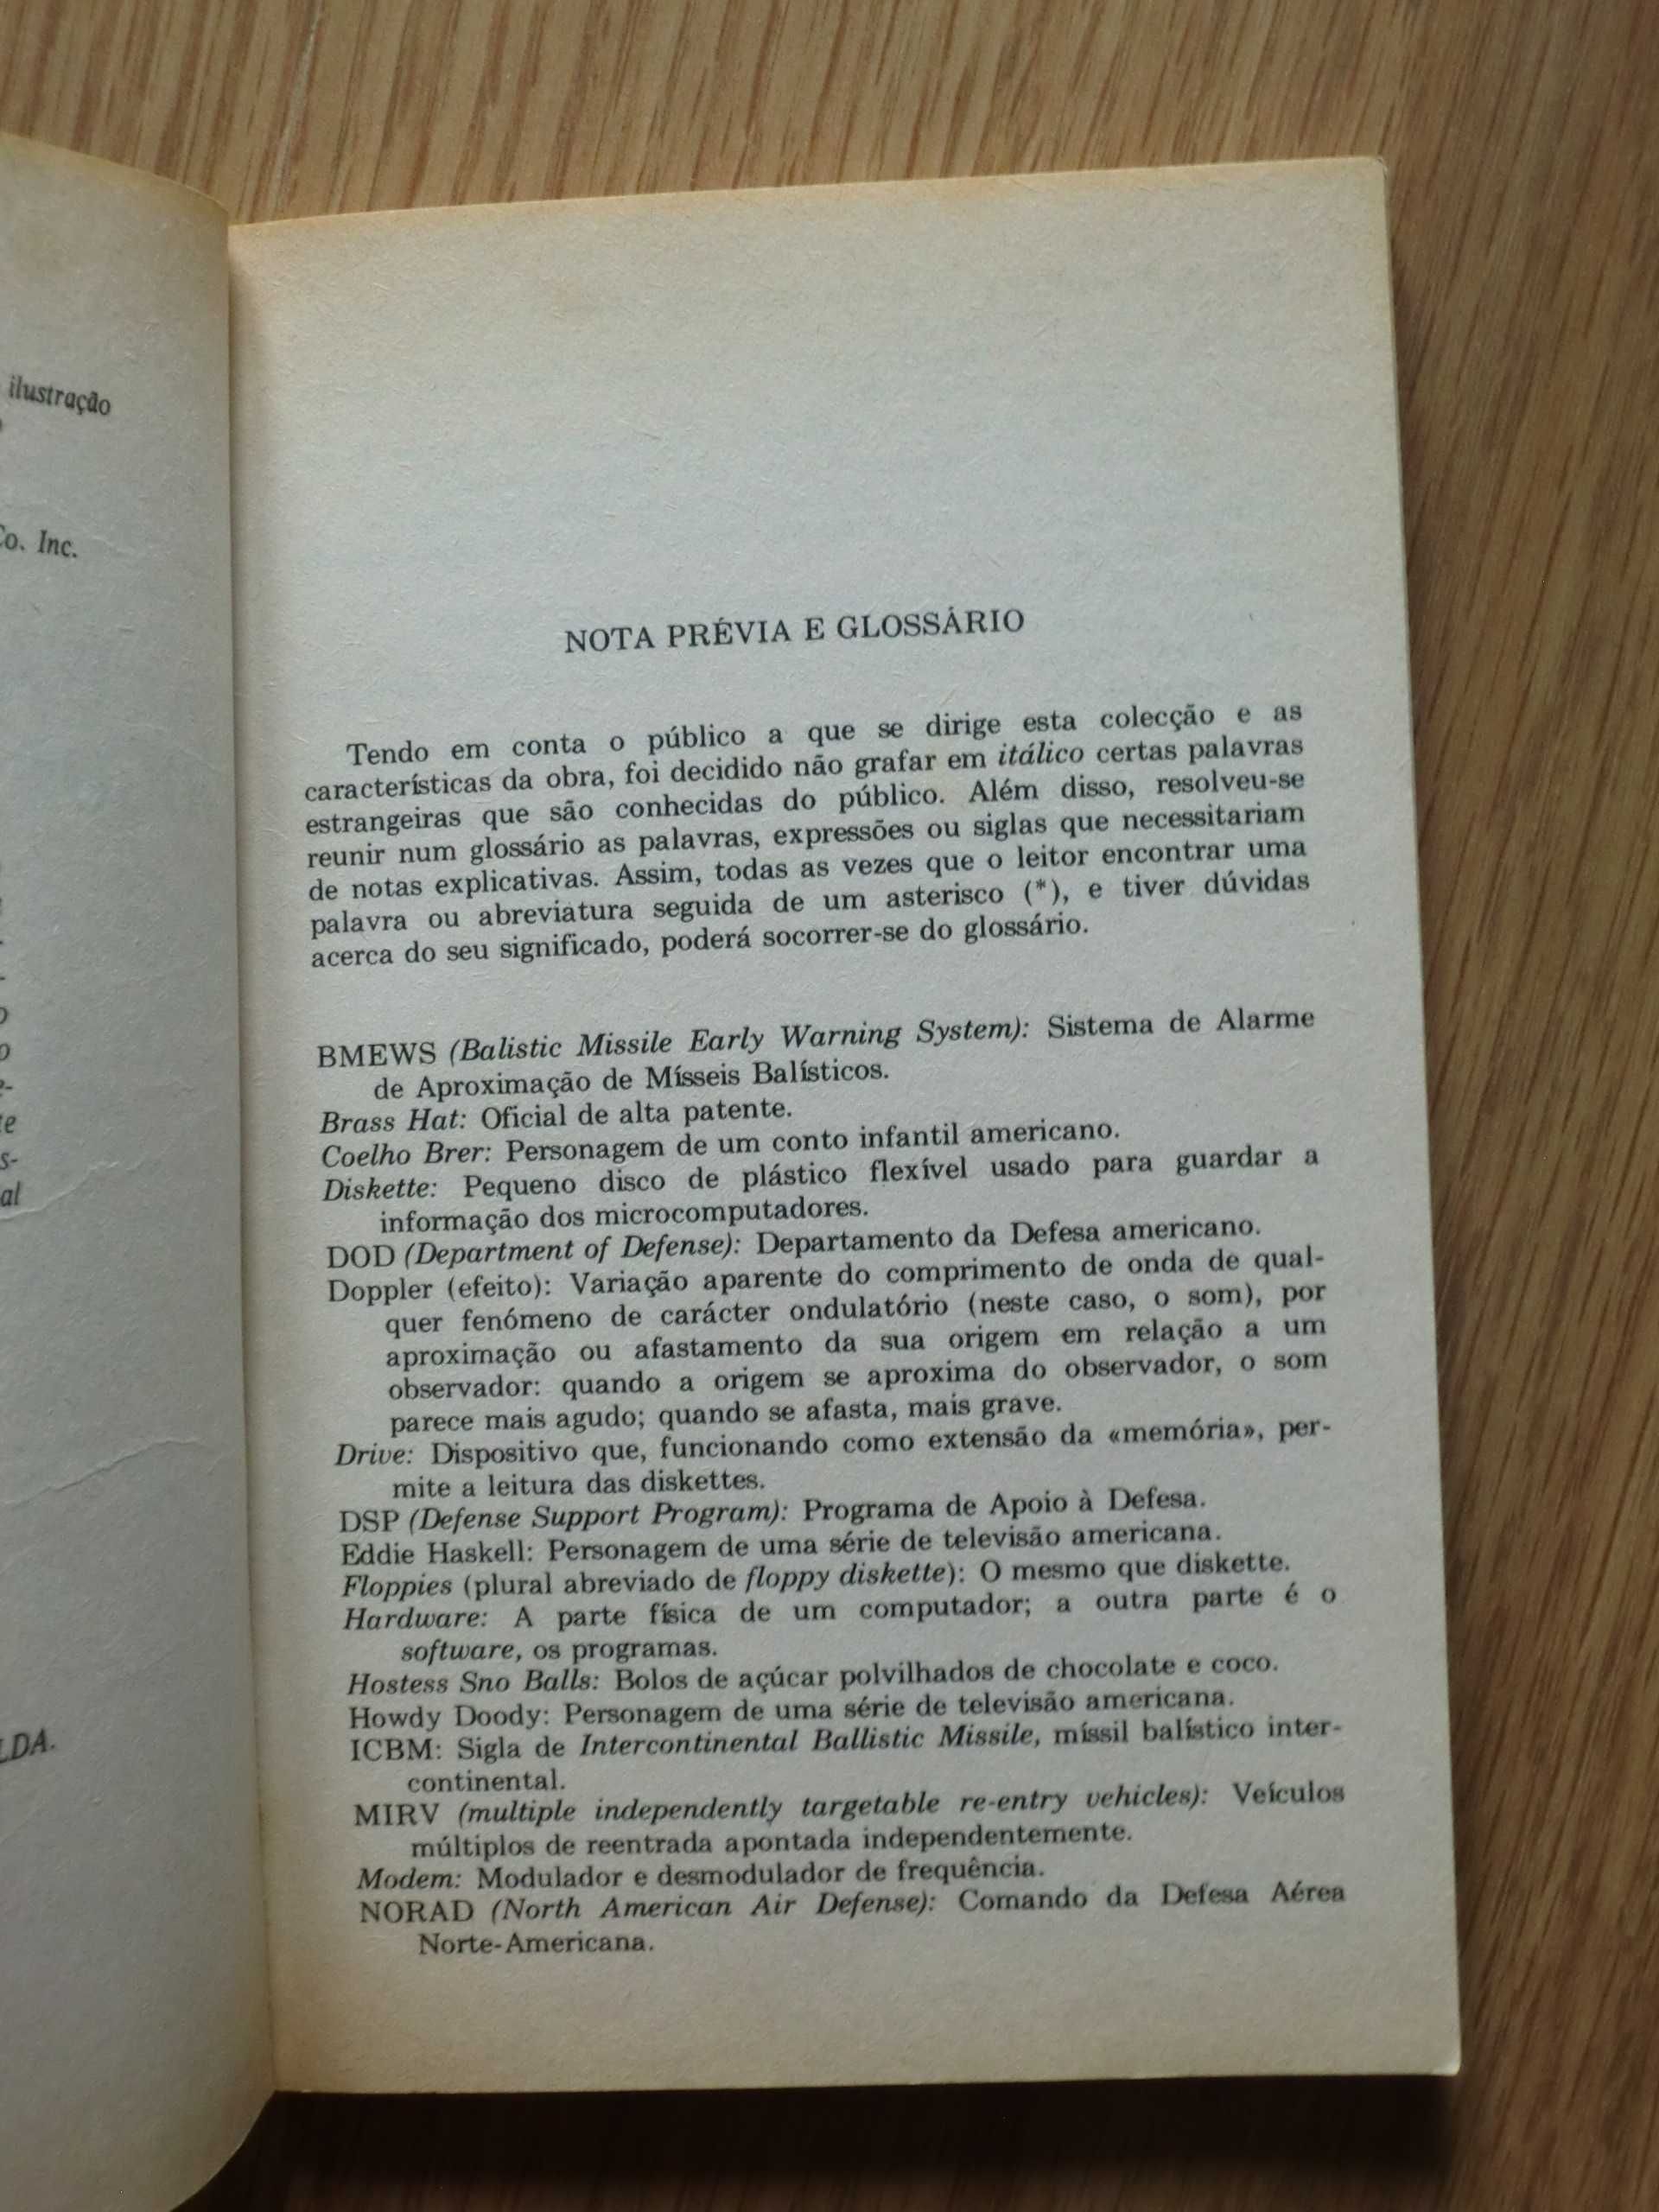 ilustração
Co. Inc.
LDA.
NOTA PRÉVIA E GLOSSÁRIO
Tendo em conta o público a que se dirige esta colecção e as
características da obra, foi decidido não grafar em itálico certas palavras
estrangeiras que são conhecidas do público. Além disso, resolveu-se
reunir num glossário as palavras, expressões ou siglas que necessitariam
de notas explicativas. Assim, todas as vezes que o leitor encontrar uma
palavra ou abreviatura seguida de um asterisco (*), e tiver dúvidas
acerca do seu significado, poderá socorrer-se do glossário.
BMEWS (Balistic Missile Early Warning System): Sistema de Alarme
de Aproximação de Mísseis Balísticos.
Brass Hat: Oficial de alta patente.
Coelho Brer: Personagem de um conto infantil americano.
Diskette: Pequeno disco de plástico flexível usado para guardar a
informação dos microcomputadores.
DOD (Department of Defense): Departamento da Defesa americano.
Doppler (efeito): Variação aparente do comprimento de onda de qual-
quer fenómeno de carácter ondulatório (neste caso, o som), por
aproximação ou afastamento da sua origem em relação a um
observador: quando a origem se aproxima do observador, o som
parece mais agudo; quando se afasta, mais grave.
Drive: Dispositivo que, funcionando como extensão da «memória», per-
mite a leitura das diskettes.
DSP (Defense Support Program): Programa de Apoio à Defesa.
Eddie Haskell: Personagem de uma série de televisão americana.
Floppies (plural abreviado de floppy diskette): O mesmo que diskette.
Hardware: A parte física de um computador; a outra parte é o
software, os programas.
Hostess Sno Balls: Bolos de açúcar polvilhados de chocolate e coco.
Howdy Doody: Personagem de uma série de televisão americana.
ICBM: Sigla de Intercontinental Ballistic Missile, míssil balístico inter-
continental.
MIRV (multiple independently targetable re-entry vehicles): Veículos
múltiplos de reentrada apontada independentemente.
Modem: Modulador e desmodulador de frequência.
NORAD (North American Air Defense): Comando da Defesa Aérea
Norte-Americana.